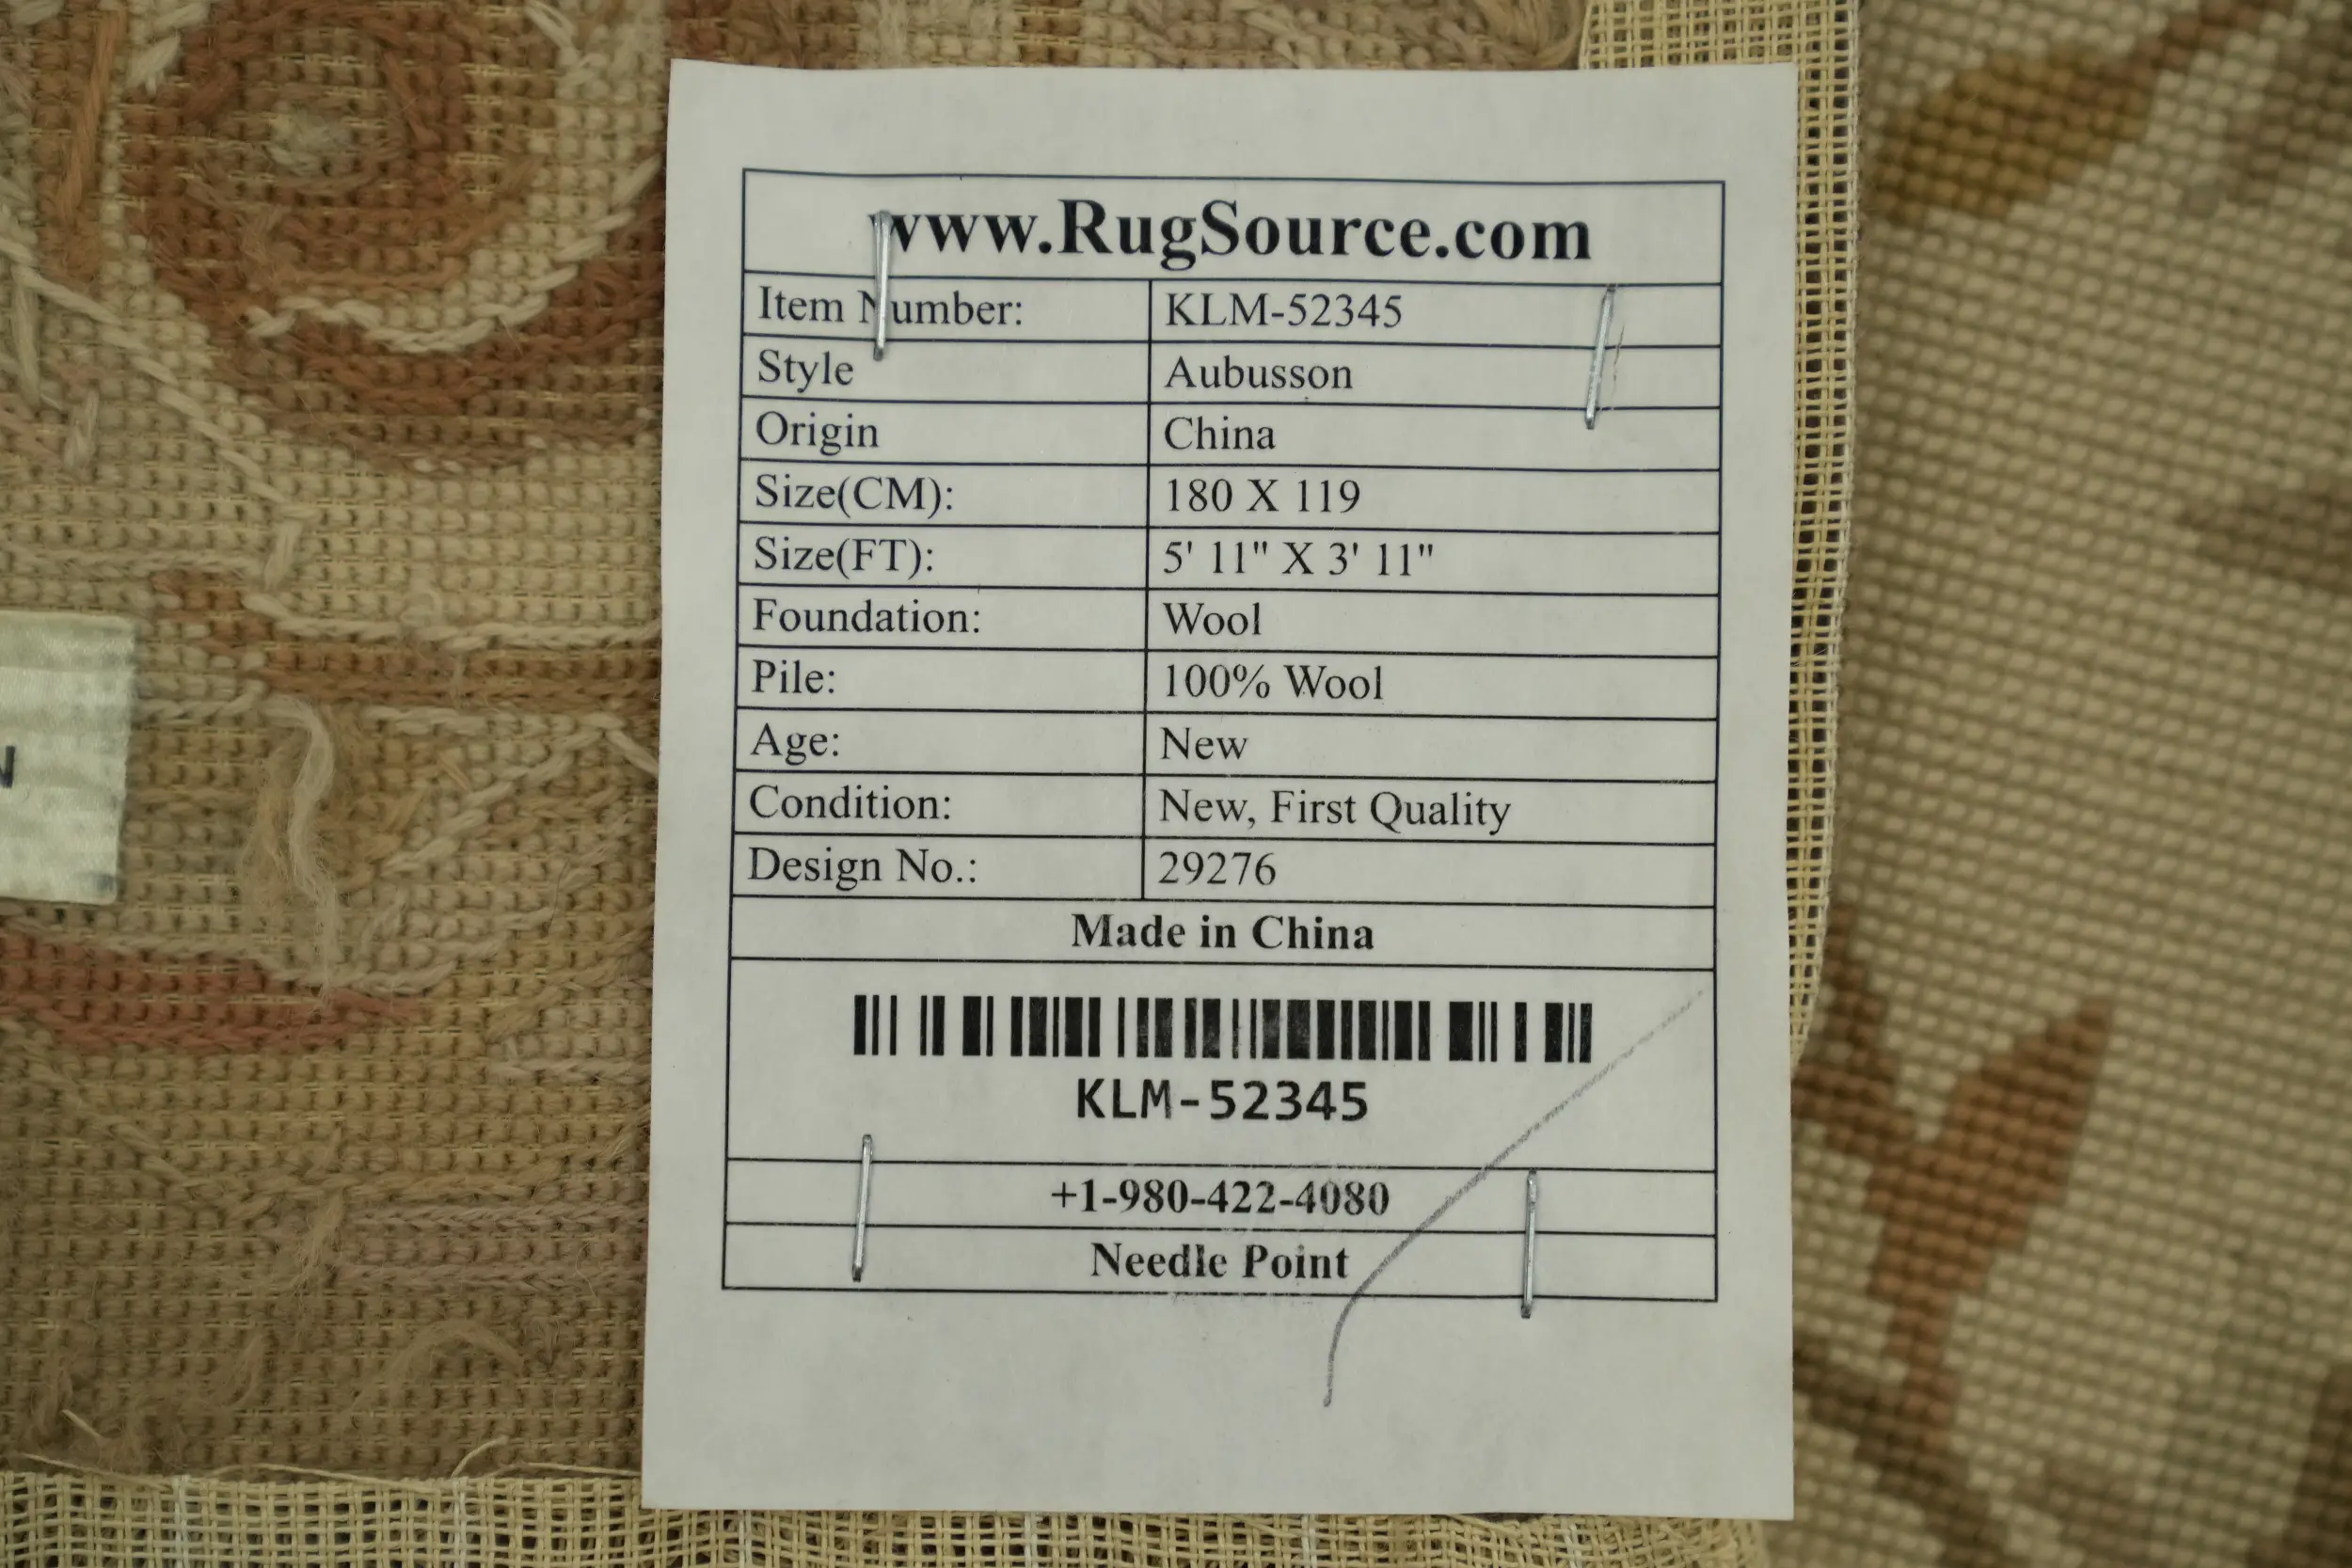 www.RugSource.com
Item Number: KLM-52345
Style Aubusson
Origin China
Size(CM): 180 X 119
Size(FT): 5' 11" X 3' 11"
Foundation: Wool
Pile: 100% Wool
Age: New
Condition: New, First Quality
Design No.: 29276
Made in China
KLM-52345
+1-980-422-4080
Needle Point